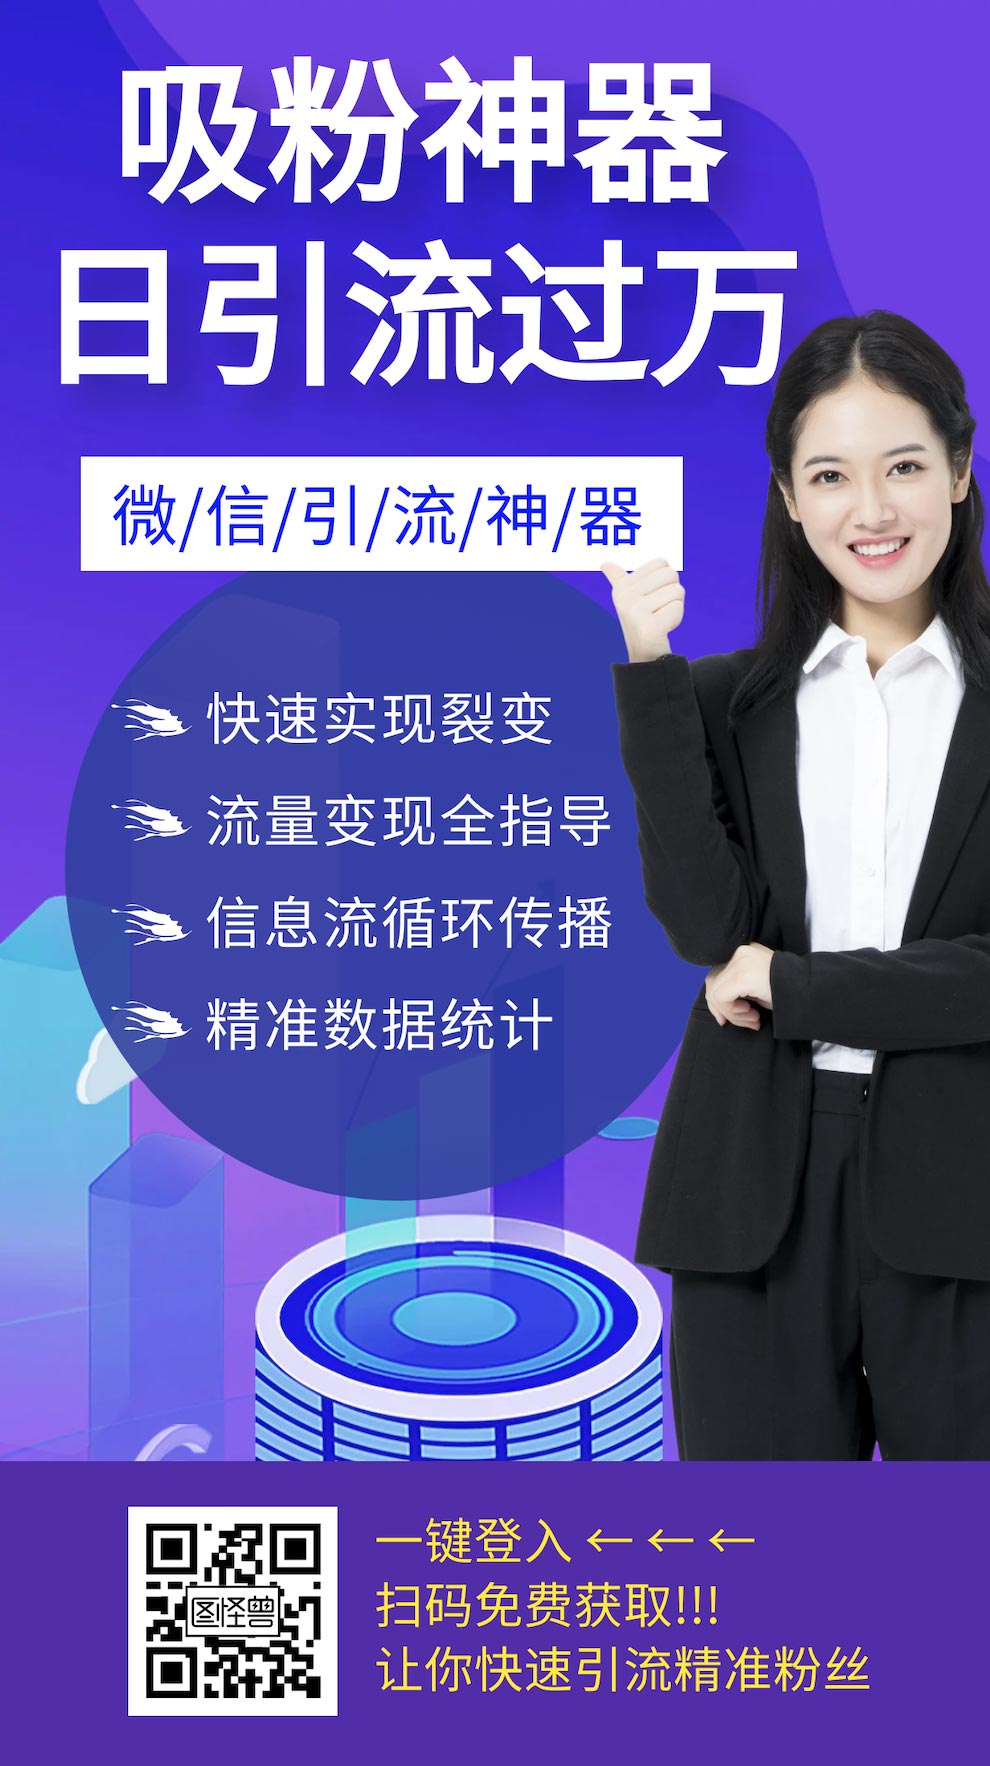 吸粉神器
日引流过万
微/信/引/流/神/器
快速实现裂变
流量变现全指导
信息流循环传播
精准数据统计
图怪兽
一键登入←←←
扫码免费获取!!!
让你快速引流精准粉丝